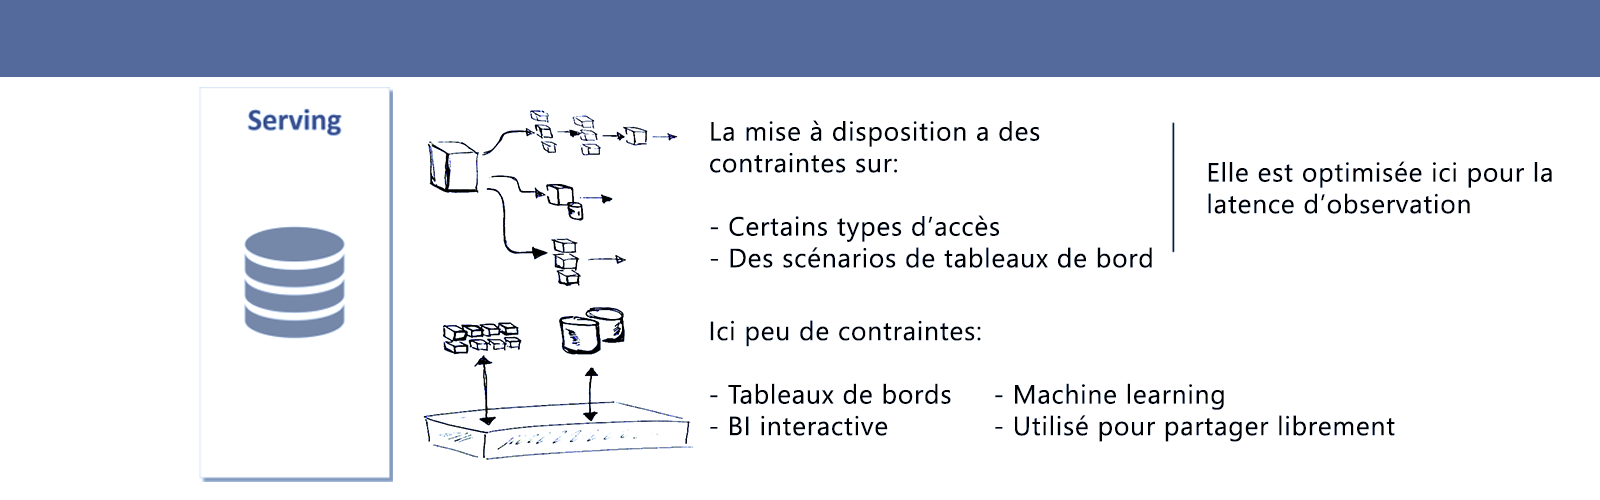 Serving
La mise à disposition a des
contraintes sur:
- Certains types d’accès
- Des scénarios de tableaux de bord
Elle est optimisée ici pour la
latence d’observation
Ici peu de contraintes:
- Tableaux de bords
- BI interactive
- Machine learning
- Utilisé pour partager librement